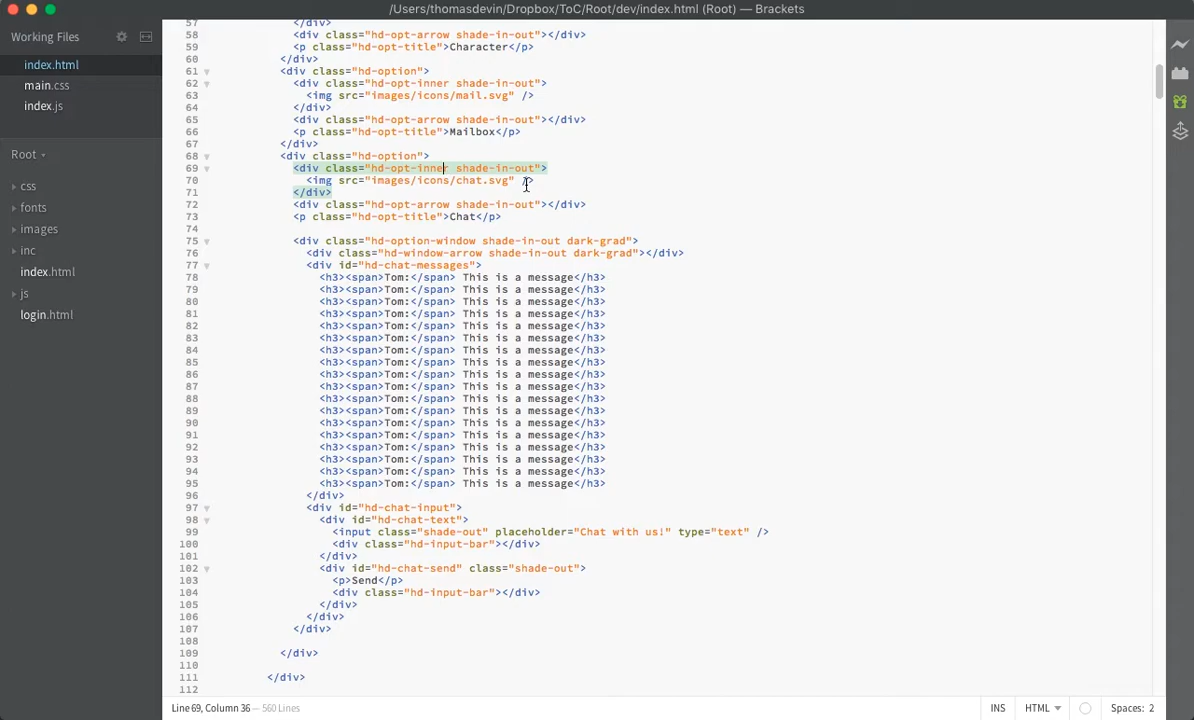 /Users/thomasdevin/Dropbox/ToC/Root/dev/index.html (Root) — Brackets
Working Files
index.html
main.css
index.js
Root
css
fonts
images
inc
index.html
js
login.html
57 </div>
58 <div class="hd-opt-arrow shade-in-out"></div>
59 <p class="hd-opt-title">Character</p>
60 </div>
61 <div class="hd-option">
62 <div class="hd-opt-inner shade-in-out">
63 <img src="images/icons/mail.svg" />
64 </div>
65 <div class="hd-opt-arrow shade-in-out"></div>
66 <p class="hd-opt-title">Mailbox</p>
67 </div>
68 <div class="hd-option">
69 <div class="hd-opt-inner shade-in-out">
70 <img src="images/icons/chat.svg" />
71 </div>
72 <div class="hd-opt-arrow shade-in-out"></div>
73 <p class="hd-opt-title">Chat</p>
74
75 <div class="hd-option-window shade-in-out dark-grad">
76 <div class="hd-window-arrow shade-in-out dark-grad"></div>
77 <div id="hd-chat-messages">
78 <h3><span>Tom:</span> This is a message</h3>
79 <h3><span>Tom:</span> This is a message</h3>
80 <h3><span>Tom:</span> This is a message</h3>
81 <h3><span>Tom:</span> This is a message</h3>
82 <h3><span>Tom:</span> This is a message</h3>
83 <h3><span>Tom:</span> This is a message</h3>
84 <h3><span>Tom:</span> This is a message</h3>
85 <h3><span>Tom:</span> This is a message</h3>
86 <h3><span>Tom:</span> This is a message</h3>
87 <h3><span>Tom:</span> This is a message</h3>
88 <h3><span>Tom:</span> This is a message</h3>
89 <h3><span>Tom:</span> This is a message</h3>
90 <h3><span>Tom:</span> This is a message</h3>
91 <h3><span>Tom:</span> This is a message</h3>
92 <h3><span>Tom:</span> This is a message</h3>
93 <h3><span>Tom:</span> This is a message</h3>
94 <h3><span>Tom:</span> This is a message</h3>
95 <h3><span>Tom:</span> This is a message</h3>
96 </div>
97 <div id="hd-chat-input">
98 <div id="hd-chat-text">
99 <input class="shade-out" placeholder="Chat with us!" type="text" />
100 <div class="hd-input-bar"></div>
101 </div>
102 <div id="hd-chat-send" class="shade-out">
103 <p>Send</p>
104 <div class="hd-input-bar"></div>
105 </div>
106 </div>
107 </div>
108
109 </div>
110
111 </div>
112
Line 69, Column 36 — 560 Lines
INS
HTML
Spaces: 2